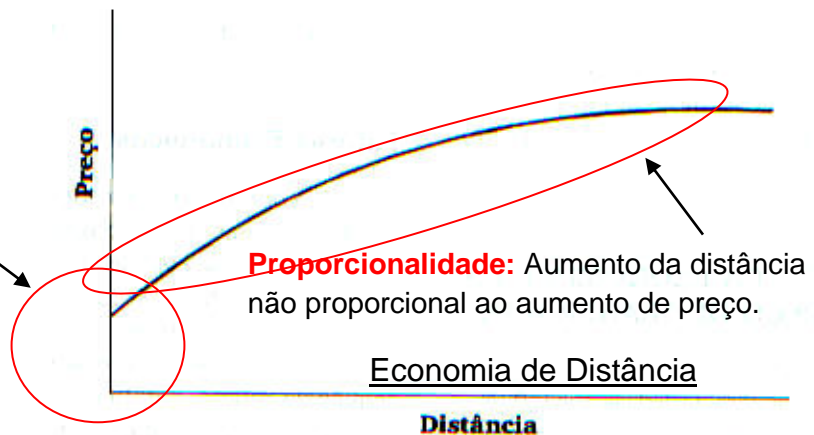 Preço
Proporcionalidade: Aumento da distância
não proporcional ao aumento de preço.
Economia de Distância
Distância